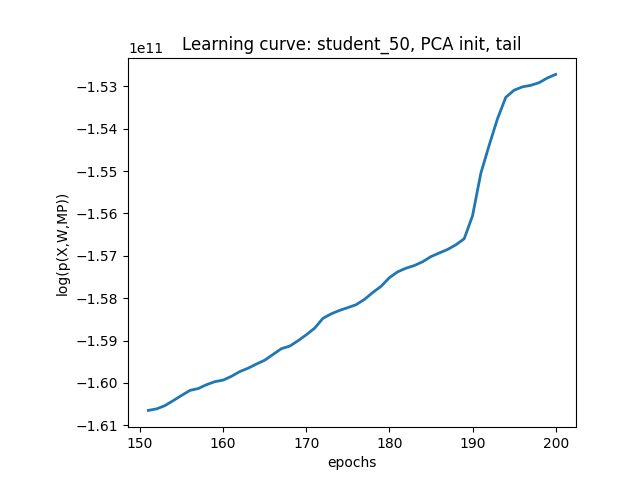 Learning curve: student_50, PCA init, tail
1e11
−1.53
−1.54
−1.55
−1.56
−1.57
−1.58
−1.59
−1.60
−1.61
log(p(X,W,MP))
150 160 170 180 190 200
epochs